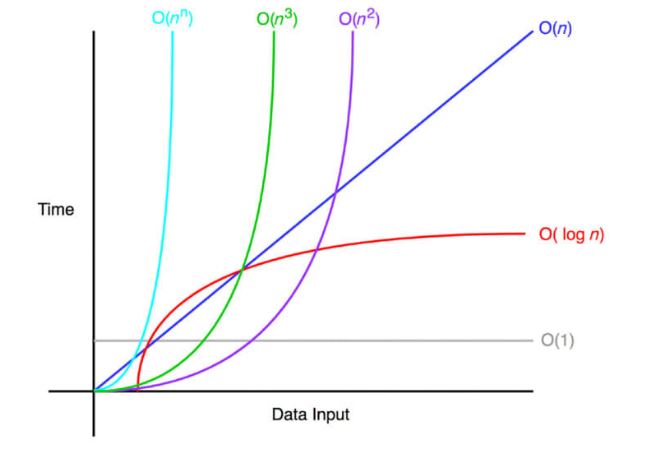 O(nⁿ)
O(n³)
O(n²)
O(n)
Time
O( log n)
O(1)
Data Input